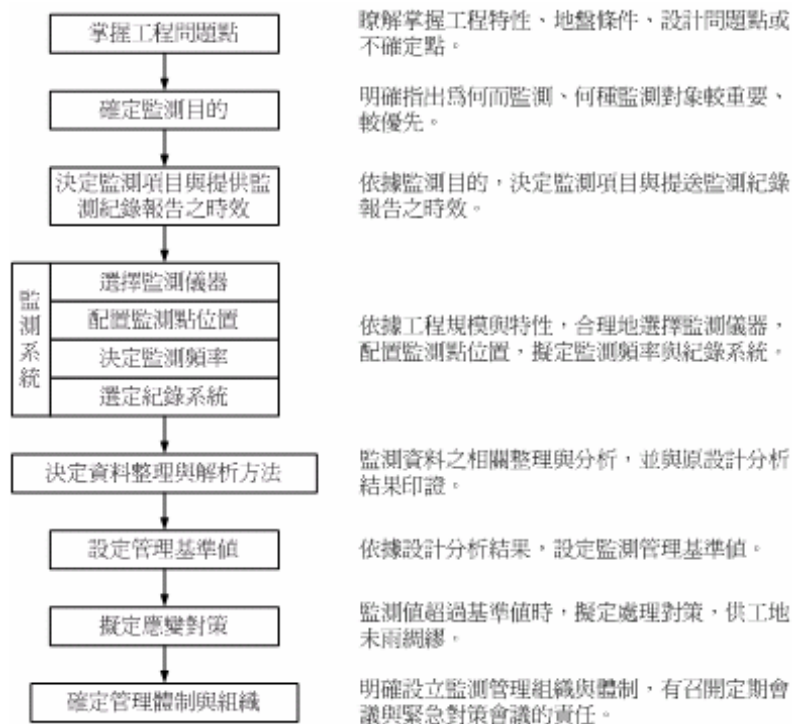 掌握工程問題點
瞭解掌握工程特性、地盤條件、設計問題點或
不確定點。
確定監測目的
明確指出爲何而監測、何種監測對象較重要、
較優先。
決定監測項目與提供監
測紀錄報告之時效
依據監測目的，決定監測項目與提送監測紀錄
報告之時效。
監測系統
選擇監測儀器
配置監測點位置
決定監測頻率
選定紀錄系統
依據工程規模與特性，合理地選擇監測儀器，
配置監測點位置，擬定監測頻率與紀錄系統。
決定資料整理與解析方法
監測資料之相關整理與分析，並與原設計分析
結果印證。
設定管理基準値
依據設計分析結果，設定監測管理基準値。
擬定應變對策
監測値超過基準値時，擬定處理對策，供工地
未雨綢繆。
確定管理體制與組織
明確設立監測管理組織與體制，有召開定期會
議與緊急對策會議的責任。